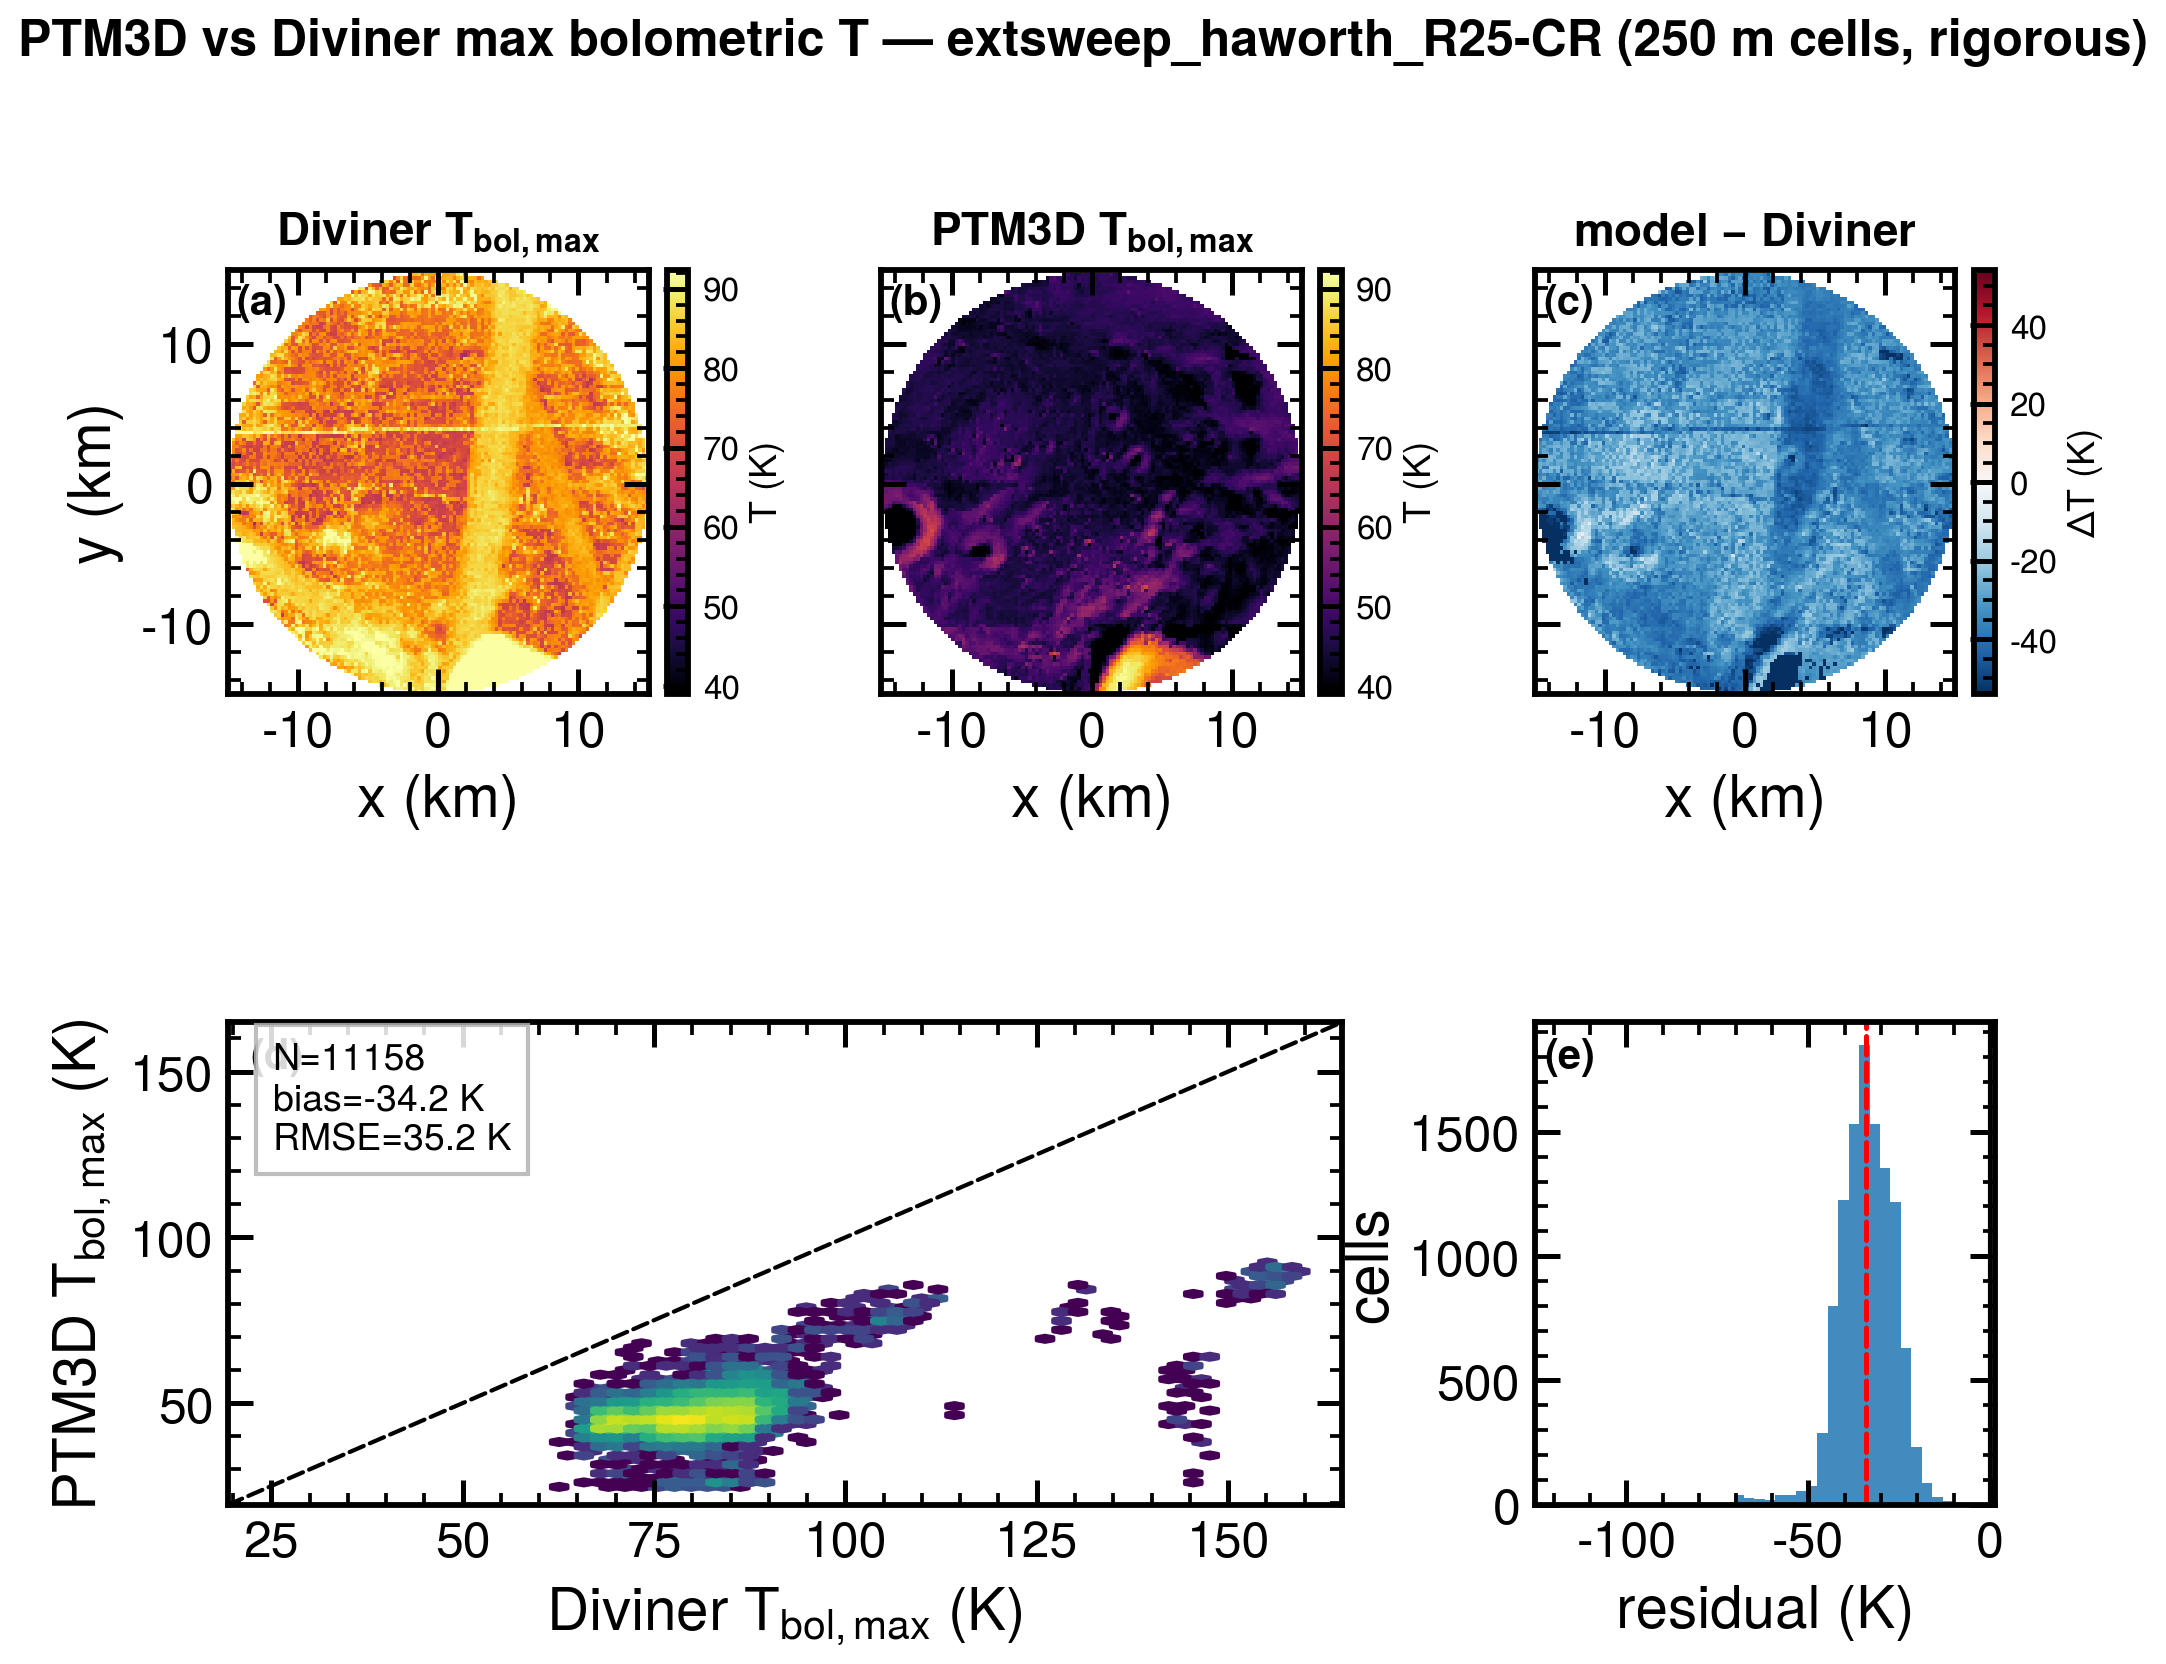 PTM3D vs Diviner max bolometric T — extsweep_haworth_R25-CR (250 m cells, rigorous)
Diviner T_bol, max
PTM3D T_bol, max
model – Diviner
(a)
(b)
(c)
10
0
-10
y (km)
-10 0 10
x (km)
90
80
70
60
50
40
T (K)
-10 0 10
x (km)
90
80
70
60
50
40
T (K)
-10 0 10
x (km)
40
20
0
-20
-40
ΔT (K)
(d)
N=11158
bias=-34.2 K
RMSE=35.2 K
PTM3D T_bol, max (K)
150
100
50
25 50 75 100 125 150
Diviner T_bol, max (K)
(e)
cells
1500
1000
500
0
-100 -50 0
residual (K)